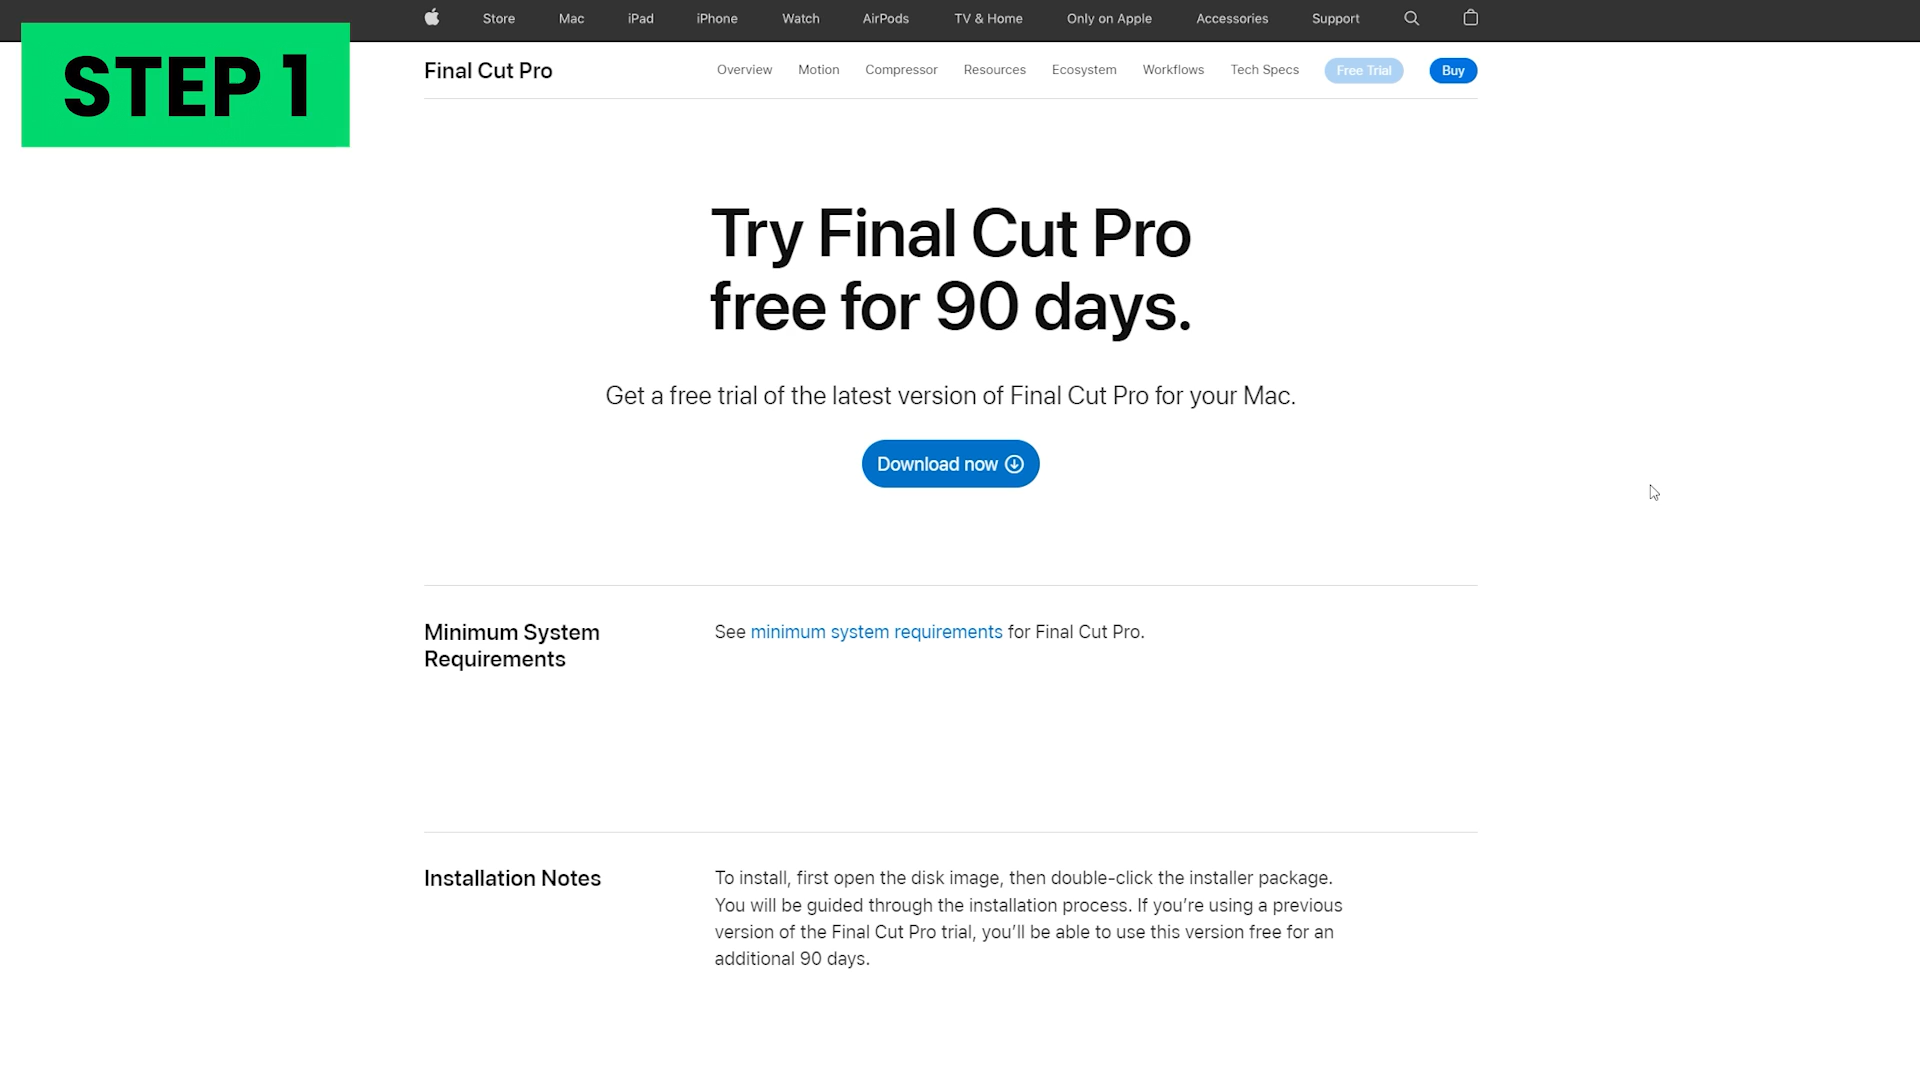 Store Mac iPad iPhone Watch AirPods TV & Home Only on Apple Accessories Support
STEP 1
Final Cut Pro Overview Motion Compressor Resources Ecosystem Workflows Tech Specs Free Trial Buy
Try Final Cut Pro
free for 90 days.
Get a free trial of the latest version of Final Cut Pro for your Mac.
Download now
Minimum System
Requirements
See minimum system requirements for Final Cut Pro.
Installation Notes
To install, first open the disk image, then double-click the installer package.
You will be guided through the installation process. If you’re using a previous
version of the Final Cut Pro trial, you’ll be able to use this version free for an
additional 90 days.